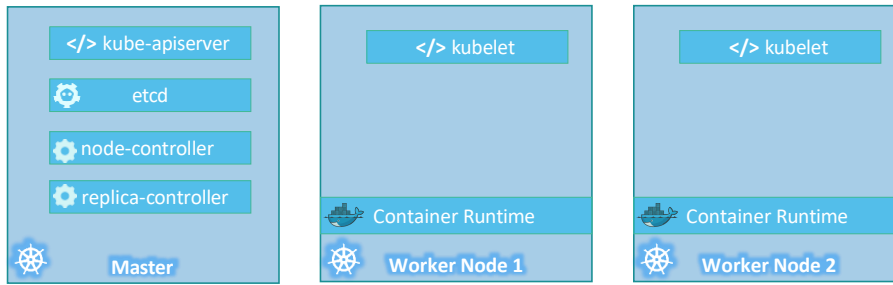 </> kube-apiserver
etcd
node-controller
replica-controller
Master
</> kubelet
Container Runtime
Worker Node 1
</> kubelet
Container Runtime
Worker Node 2